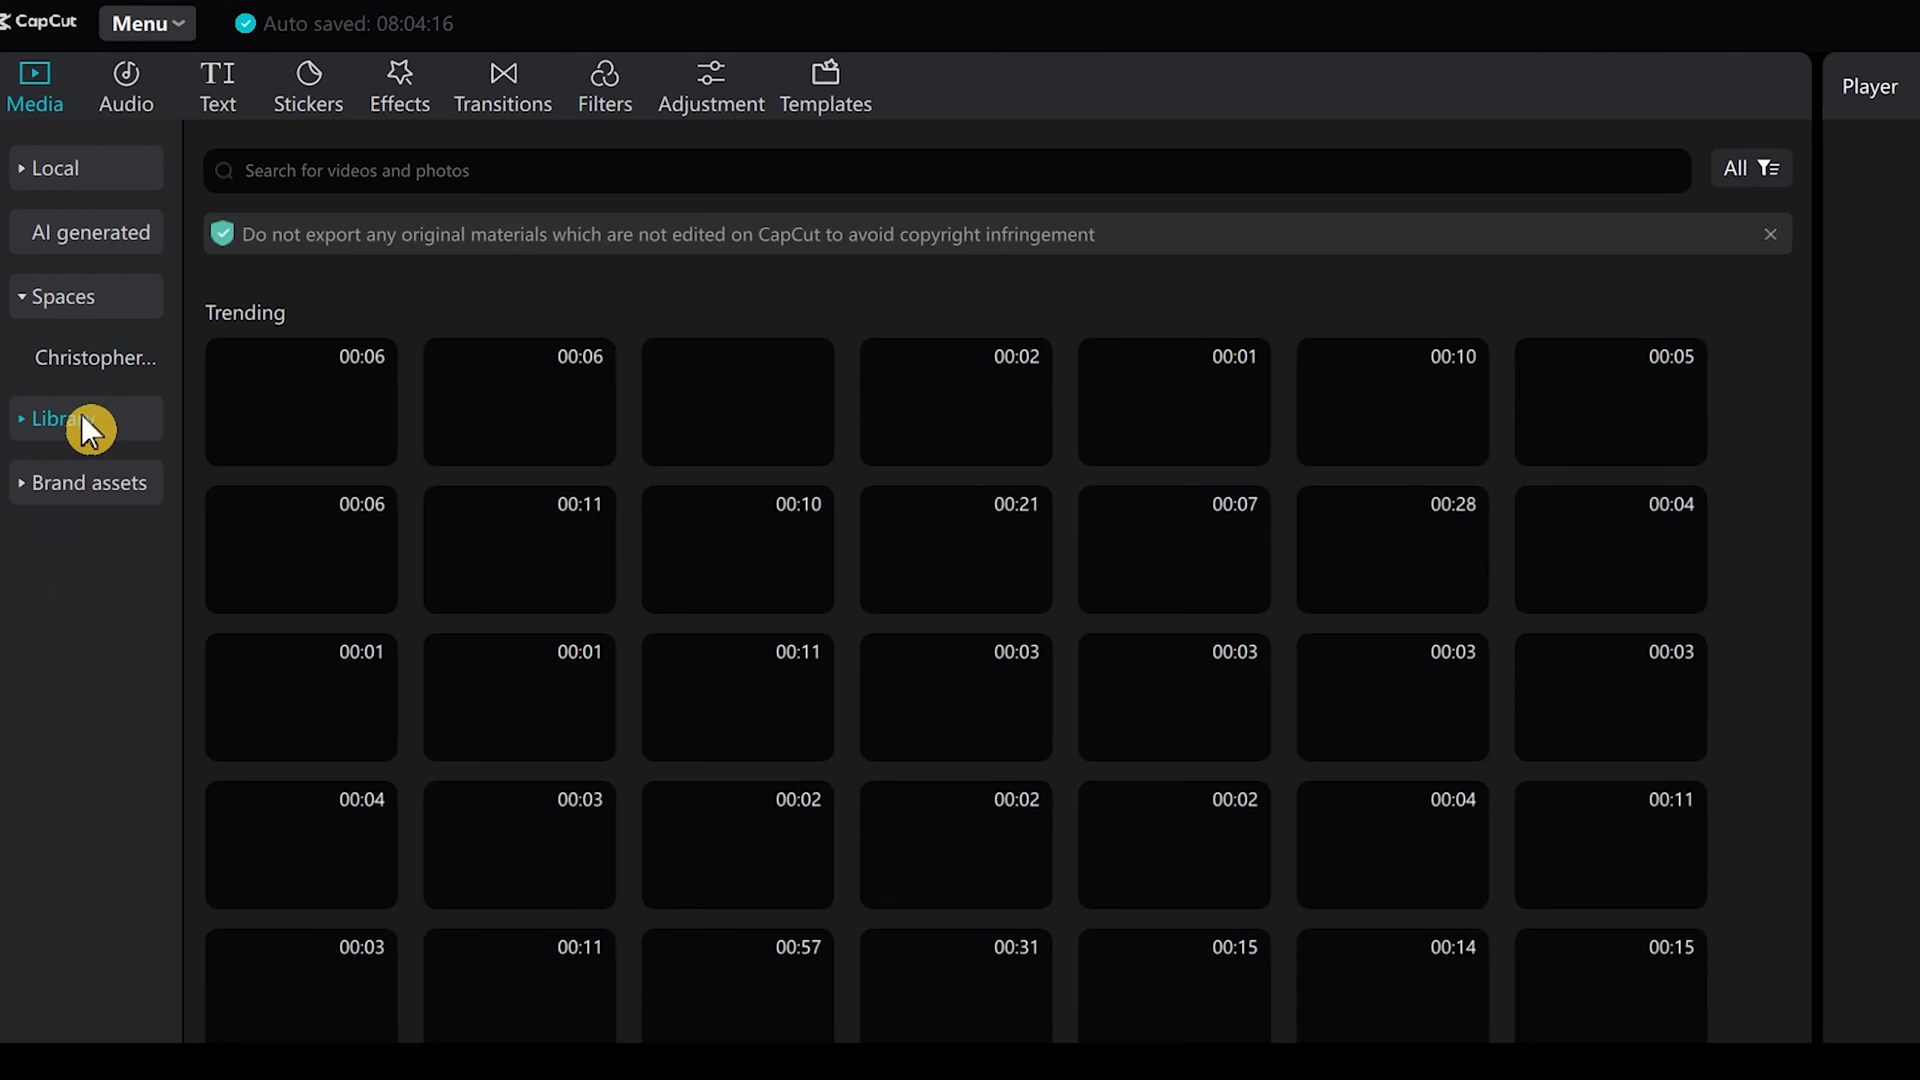 CapCut
Menu
Auto saved: 08:04:16
Media
Audio
TI
Text
Stickers
Effects
Transitions
Filters
Adjustment
Templates
Player
Local
AI generated
Spaces
Christopher...
Library
Brand assets
Search for videos and photos
All
Do not export any original materials which are not edited on CapCut to avoid copyright infringement
Trending
00:06 00:06 00:02 00:01 00:10 00:05
00:06 00:11 00:10 00:21 00:07 00:28 00:04
00:01 00:01 00:11 00:03 00:03 00:03 00:03
00:04 00:03 00:02 00:02 00:02 00:04 00:11
00:03 00:11 00:57 00:31 00:15 00:14 00:15